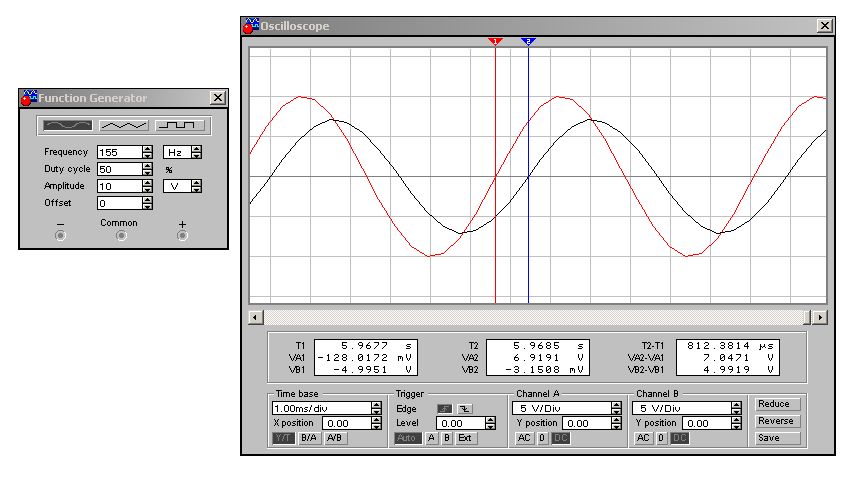 Oscilloscope
1 2
Function Generator
Frequency 155 Hz
Duty cycle 50 %
Amplitude 10 V
Offset 0
− Common +
T1 5.9677 s T2 5.9685 s T2-T1 812.3814 µs
VA1 -128.0172 mV VA2 6.9191 V VA2-VA1 7.0471 V
VB1 -4.9951 V VB2 -3.1508 mV VB2-VB1 4.9919 V
Time base Trigger Channel A Channel B
1.00ms/div Edge 5 V/Div 5 V/Div Reduce
X position 0.00 Level 0.00 Y position 0.00 Y position 0.00 Reverse
Y/T B/A A/B Auto A B Ext AC 0 DC AC 0 DC Save